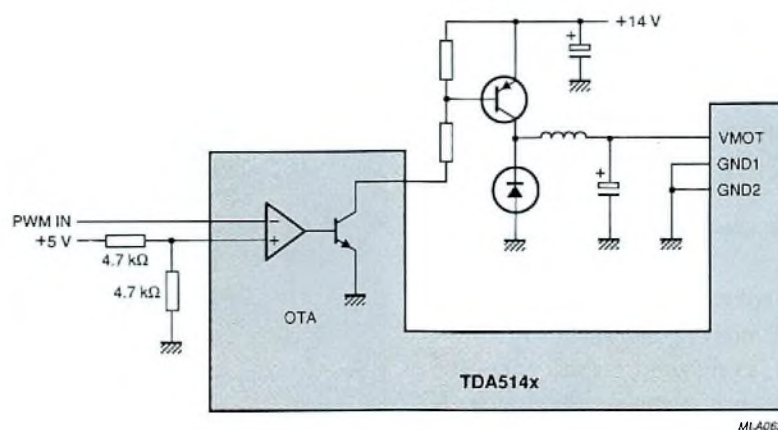 +14 V
+
VMOT
GND1
GND2
+
PWM IN
+5 V
−
+
4.7 kΩ
4.7 kΩ
OTA
TDA514x